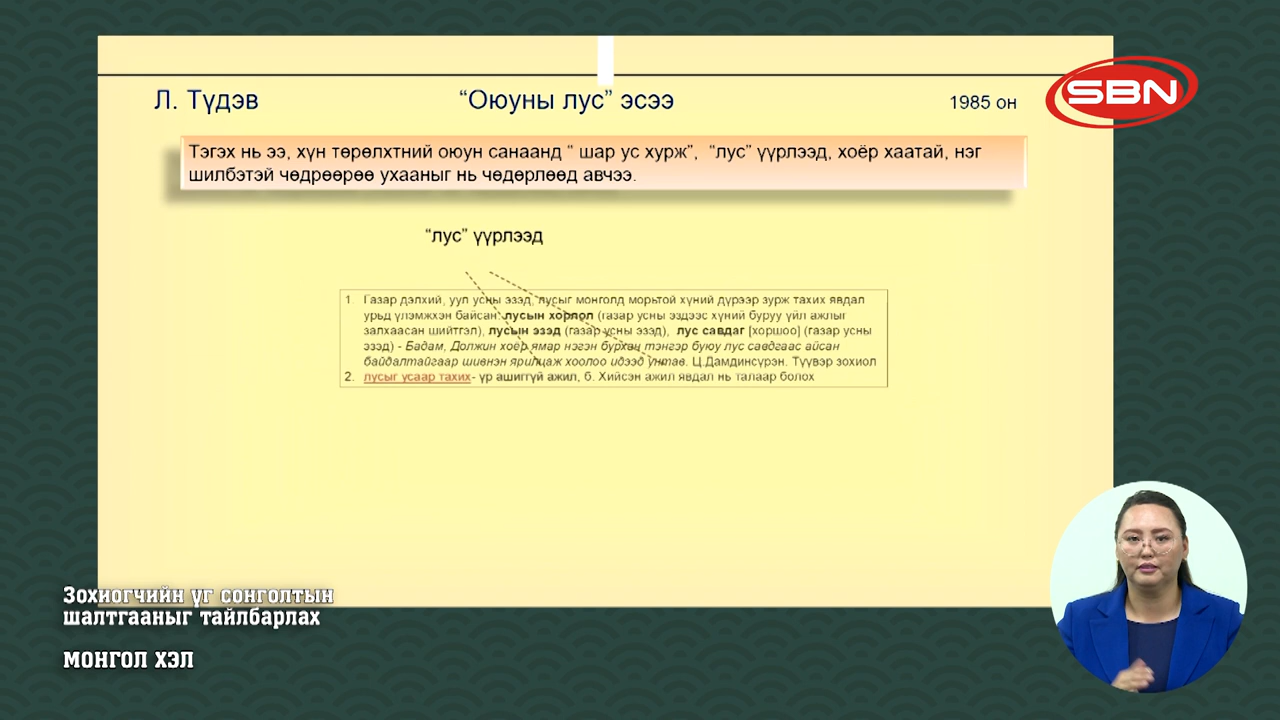 SBN
Л. Түдэв “Оюуны лус” эсээ 1985 он
Тэгэх нь ээ, хүн төрөлхтний оюун санаанд “ шар ус хурж”, “лус” үүрлээд, хоёр хаатай, нэг
шилбэтэй чөдрөөрөө ухааныг нь чөдөрлөөд авчээ.
“лус” үүрлээд
1. Газар дэлхий, уул усны эзэд, лусыг монголд морьтой хүний дүрээр зурж тахих явдал
урьд үлэмжхэн байсан. лусын хорлол (газар усны эздээс хүний буруу үйл ажлыг
залхаасан шийтгэл), лусын эзэд (газар усны эзэд), лус савдаг [хоршоо] (газар усны
эзэд) - Бадам, Должин хоёр ямар нэгэн бурхан тэнгэр буюу лус савдгаас айсан
байдалтайгаар шивнэн ярилцаж хоолоо идээд унтав. Ц.Дамдинсүрэн. Түүвэр зохиол
2. лусыг усаар тахих- үр ашиггүй ажил, б. Хийсэн ажил явдал нь талаар болох
Зохиогчийн үг сонголтын
шалтгааныг тайлбарлах
МОНГОЛ ХЭЛ